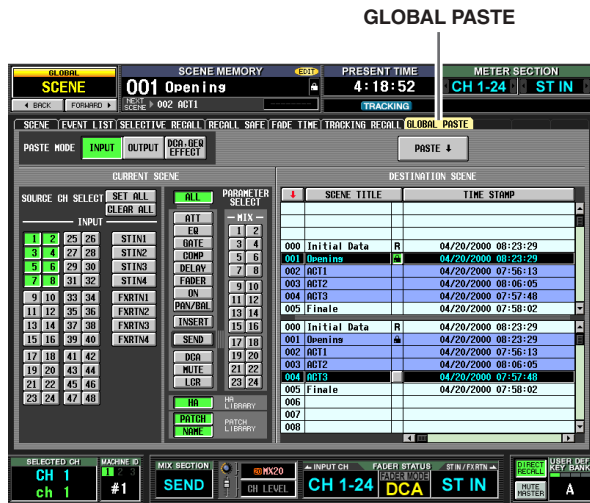 GLOBAL PASTE
GLOBAL
SCENE
BACK FORWARD
SCENE MEMORY EDIT
001 Opening
NEXT SCENE 002 ACT1
PRESENT TIME
4:18:52
TRACKING
METER SECTION
CH 1-24 ST IN
SCENE EVENT LIST SELECTIVE RECALL RECALL SAFE FADE TIME TRACKING RECALL GLOBAL PASTE
PASTE MODE INPUT OUTPUT DCA,GEQ EFFECT
PASTE
CURRENT SCENE
DESTINATION SCENE
SOURCE CH SELECT SET ALL
CLEAR ALL
INPUT
1 2 25 26 STIN1
3 4 27 28 STIN2
5 6 29 30 STIN3
7 8 31 32 STIN4
9 10 33 34 FXRTN1
11 12 35 36 FXRTN2
13 14 37 38 FXRTN3
15 16 39 40 FXRTN4
17 18 41 42
19 20 43 44
21 22 45 46
23 24 47 48
ALL PARAMETER SELECT
ATT
EQ
GATE
COMP
DELAY
FADER
ON
PAN/BAL
INSERT
SEND
DCA
MUTE
LCR
MIX
1 2
3 4
5 6
7 8
9 10
11 12
13 14
15 16
17 18
19 20
21 22
23 24
HA HA LIBRARY
PATCH PATCH LIBRARY
NAME
SCENE TITLE TIME STAMP
000 Initial Data R 04/20/2000 08:23:29
001 Opening 04/20/2000 08:23:29
002 ACT1 04/20/2000 07:56:13
003 ACT2 04/20/2000 08:06:05
004 ACT3 04/20/2000 07:57:48
005 Finale 04/20/2000 07:58:02
000 Initial Data R 04/20/2000 08:23:29
001 Opening 04/20/2000 08:23:29
002 ACT1 04/20/2000 07:56:13
003 ACT2 04/20/2000 08:06:05
004 ACT3 04/20/2000 07:57:48
005 Finale 04/20/2000 07:58:02
006
007
008
SELECTED CH
CH 1
ch 1
MACHINE ID
1 2 3
#1
MIX SECTION
SEND
MIX20
CH LEVEL
INPUT CH FADER STATUS ST IN / FXRTN
CH 1-24 FADER MODE DCA ST IN
DIRECT RECALL
MUTE MASTER
USER DEF KEY BANK
A